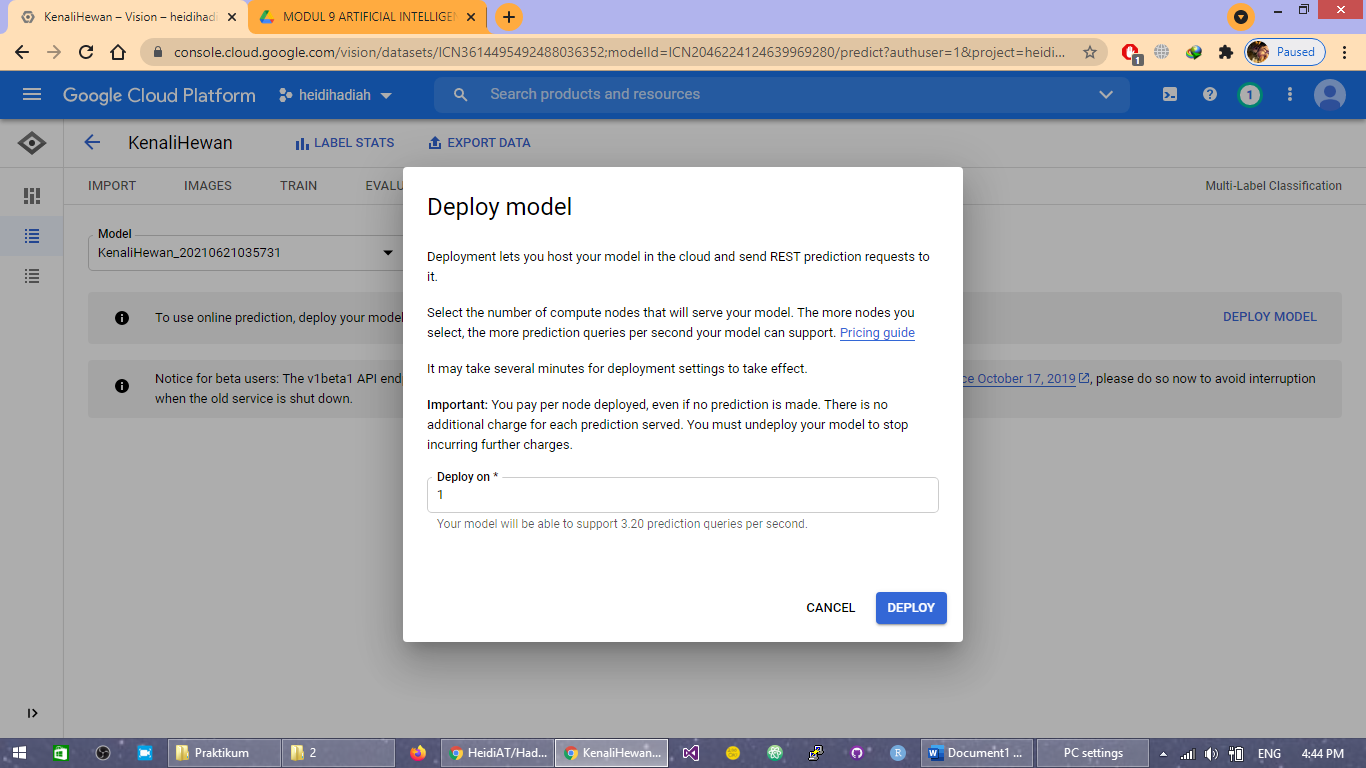 KenaliHewan – Vision – heidihadi
MODUL 9 ARTIFICIAL INTELLIGEN
console.cloud.google.com/vision/datasets/ICN3614495492488036352;modelId=ICN2046224124639969280/predict?authuser=1&project=heidi...
1
Paused
Google Cloud Platform
heidihadiah
Search products and resources
1
KenaliHewan
LABEL STATS
EXPORT DATA
IMPORT
IMAGES
TRAIN
EVALU
Multi-Label Classification
Model
KenaliHewan_20210621035731
To use online prediction, deploy your model
DEPLOY MODEL
Notice for beta users: The v1beta1 API end
ce October 17, 2019, please do so now to avoid interruption
when the old service is shut down.
Deploy model
Deployment lets you host your model in the cloud and send REST prediction requests to
it.
Select the number of compute nodes that will serve your model. The more nodes you
select, the more prediction queries per second your model can support. Pricing guide
It may take several minutes for deployment settings to take effect.
Important: You pay per node deployed, even if no prediction is made. There is no
additional charge for each prediction served. You must undeploy your model to stop
incurring further charges.
Deploy on *
1
Your model will be able to support 3.20 prediction queries per second.
CANCEL
DEPLOY
Praktikum
2
HeidiAT/Had...
KenaliHewan...
Document1 ...
PC settings
ENG
4:44 PM